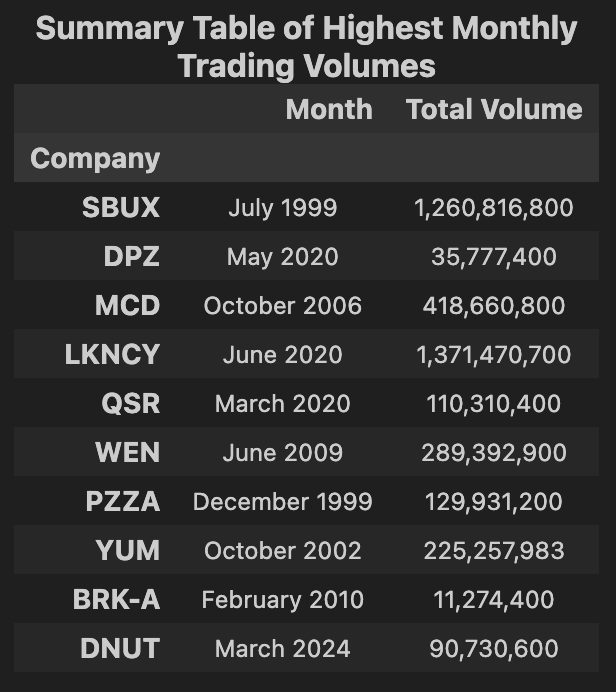 Summary Table of Highest Monthly
Trading Volumes
Month Total Volume
Company
SBUX July 1999 1,260,816,800
DPZ May 2020 35,777,400
MCD October 2006 418,660,800
LKNCY June 2020 1,371,470,700
QSR March 2020 110,310,400
WEN June 2009 289,392,900
PZZA December 1999 129,931,200
YUM October 2002 225,257,983
BRK-A February 2010 11,274,400
DNUT March 2024 90,730,600